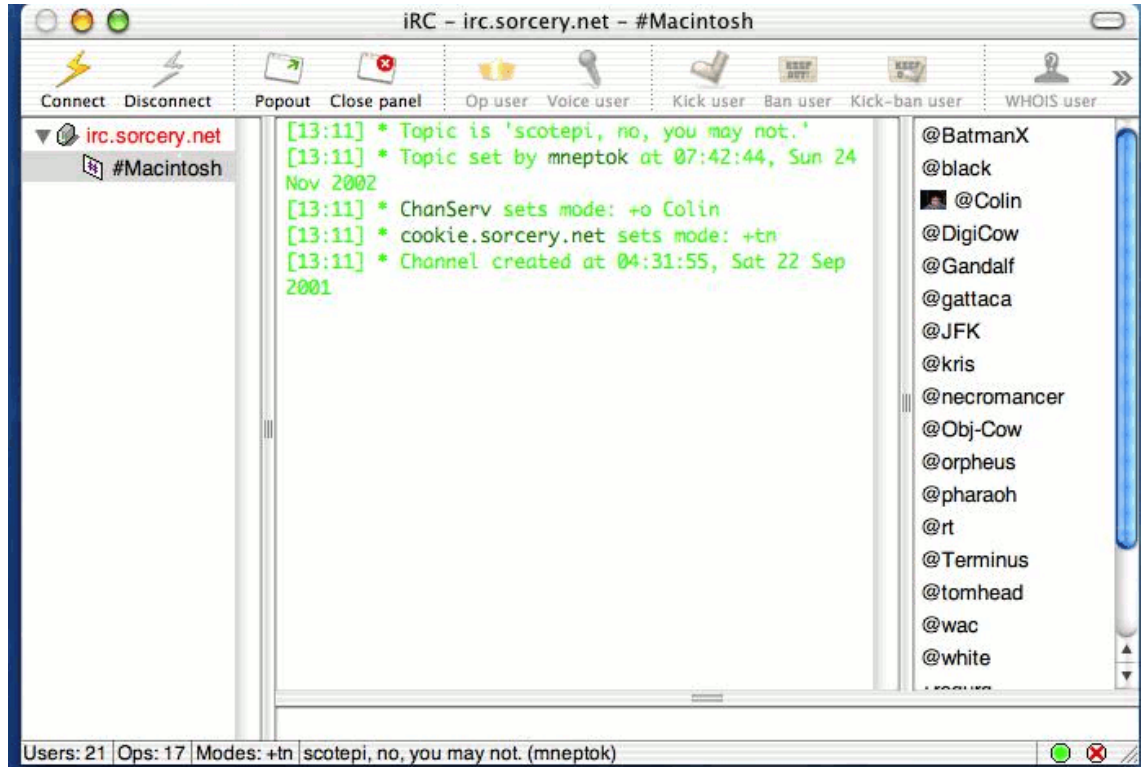 iRC – irc.sorcery.net – #Macintosh
Connect Disconnect Popout Close panel Op user Voice user Kick user Ban user Kick-ban user WHOIS user
irc.sorcery.net
#Macintosh
[13:11] * Topic is 'scotepi, no, you may not.'
[13:11] * Topic set by mneptok at 07:42:44, Sun 24
Nov 2002
[13:11] * ChanServ sets mode: +o Colin
[13:11] * cookie.sorcery.net sets mode: +tn
[13:11] * Channel created at 04:31:55, Sat 22 Sep
2001
@BatmanX
@black
@Colin
@DigiCow
@Gandalf
@gattaca
@JFK
@kris
@necromancer
@Obj-Cow
@orpheus
@pharaoh
@rt
@Terminus
@tomhead
@wac
@white
Users: 21 Ops: 17 Modes: +tn scotepi, no, you may not. (mneptok)